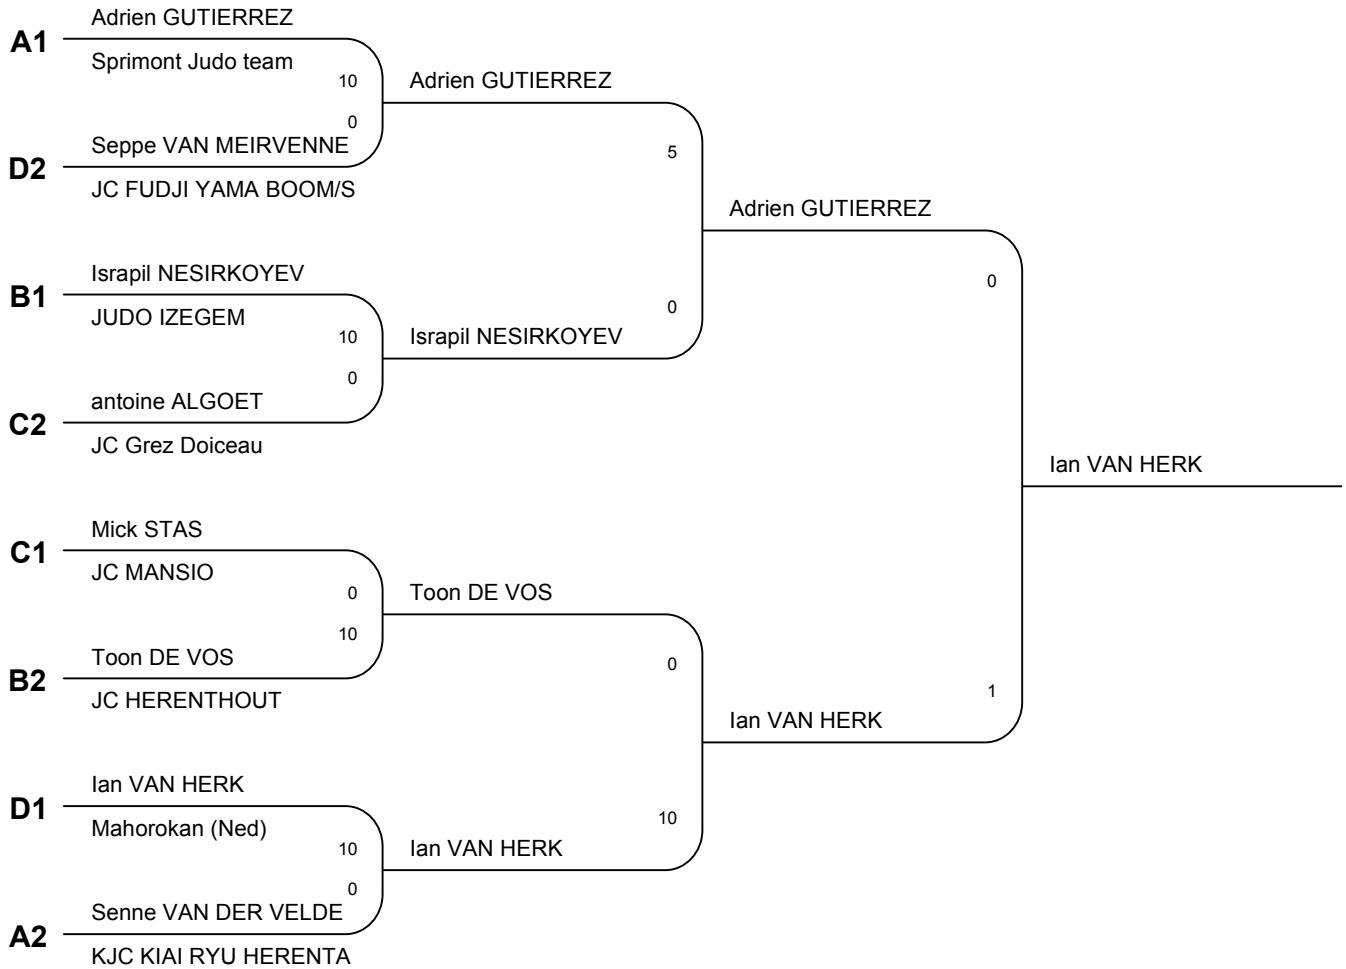 Adrien GUTIERREZ
A1
Sprimont Judo team
10
Adrien GUTIERREZ
0
Seppe VAN MEIRVENNE
5
D2
JC FUDJI YAMA BOOM/S
Adrien GUTIERREZ
Israpil NESIRKOYEV
0
B1
JUDO IZEGEM
0
10
Israpil NESIRKOYEV
0
antoine ALGOET
C2
JC Grez Doiceau
Ian VAN HERK
Mick STAS
C1
JC MANSIO
0
Toon DE VOS
10
Toon DE VOS
0
B2
JC HERENTHOUT
1
Ian VAN HERK
Ian VAN HERK
D1
Mahorokan (Ned)
10
10
Ian VAN HERK
0
Senne VAN DER VELDE
A2
KJC KIAI RYU HERENTA